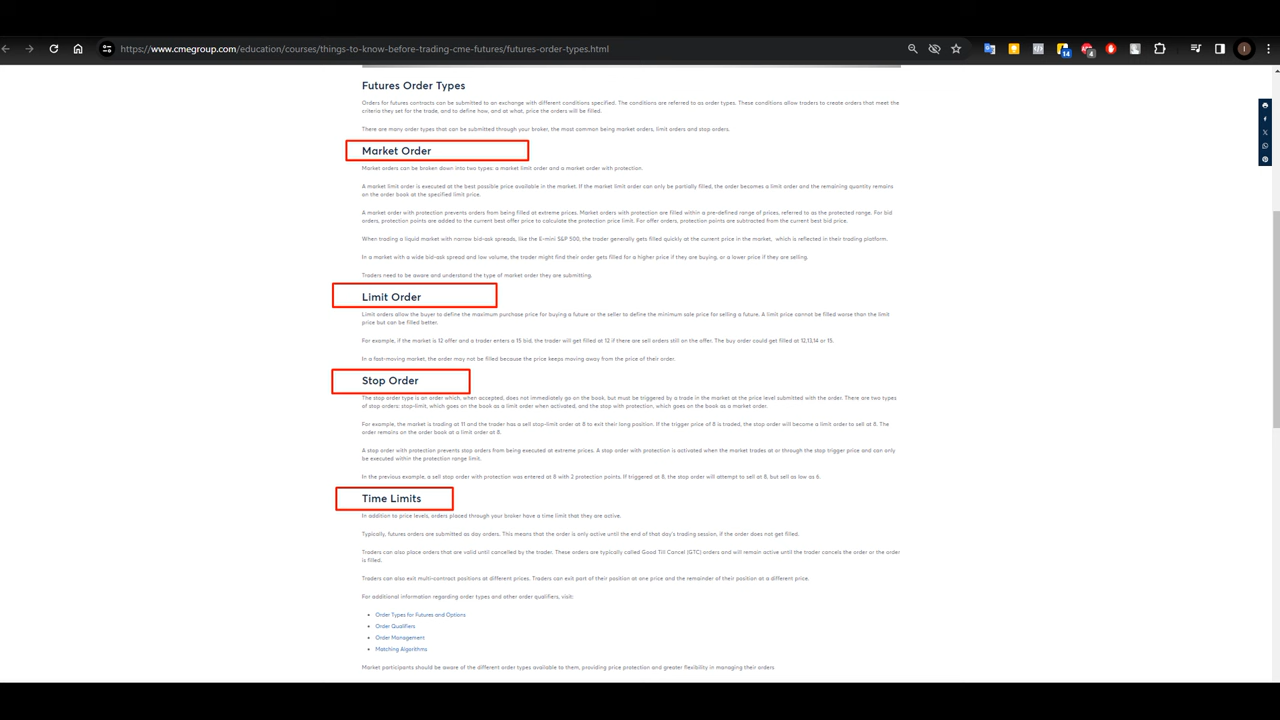 https://www.cmegroup.com/education/courses/things-to-know-before-trading-cme-futures/futures-order-types.html
14
4
I
Futures Order Types
Orders for futures contracts can be submitted to an exchange with different conditions specified. The conditions are referred to as order types. These conditions allow traders to create orders that meet the
criteria they set for the trade, and to define how, and at what, price the orders will be filled.
There are many order types that can be submitted through your broker, the most common being market orders, limit orders and stop orders.
Market Order
Market orders can be broken down into two types: a market limit order and a market order with protection.
A market limit order is executed at the best possible price available in the market. If the market limit order can only be partially filled, the order becomes a limit order and the remaining quantity remains
on the order book at the specified limit price.
A market order with protection prevents orders from being filled at extreme prices. Market orders with protection are filled within a pre-defined range of prices, referred to as the protected range. For bid
orders, protection points are added to the current best offer price to calculate the protection price limit. For offer orders, protection points are subtracted from the current best bid price.
When trading a liquid market with narrow bid-ask spreads, like the E-mini S&P 500, the trader generally gets filled quickly at the current price in the market, which is reflected in their trading platform.
In a market with a wide bid-ask spread and low volume, the trader might find their order gets filled for a higher price if they are buying, or a lower price if they are selling.
Traders need to be aware and understand the type of market order they are submitting.
Limit Order
Limit orders allow the buyer to define the maximum purchase price for buying a future or the seller to define the minimum sale price for selling a future. A limit price cannot be filled worse than the limit
price but can be filled better.
For example, if the market is 12 offer and a trader enters a 15 bid, the trader will get filled at 12 if there are sell orders still on the offer. The buy order could get filled at 12,13,14 or 15.
In a fast-moving market, the order may not be filled because the price keeps moving away from the price of their order.
Stop Order
The stop order type is an order which, when accepted, does not immediately go on the book, but must be triggered by a trade in the market at the price level submitted with the order. There are two types
of stop orders: stop-limit, which goes on the book as a limit order when activated, and the stop with protection, which goes on the book as a market order.
For example, the market is trading at 11 and the trader has a sell stop-limit order at 8 to exit their long position. If the trigger price of 8 is traded, the stop order will become a limit order to sell at 8. The
order remains on the order book at a limit order at 8.
A stop order with protection prevents stop orders from being executed at extreme prices. A stop order with protection is activated when the market trades at or through the stop trigger price and can only
be executed within the protection range limit.
In the previous example, a sell stop order with protection was entered at 8 with 2 protection points. If triggered at 8, the stop order will attempt to sell at 8, but sell as low as 6.
Time Limits
In addition to price levels, orders placed through your broker have a time limit that they are active.
Typically, futures orders are submitted as day orders. This means that the order is only active until the end of that day's trading session, if the order does not get filled.
Traders can also place orders that are valid until cancelled by the trader. These orders are typically called Good Till Cancel (GTC) orders and will remain active until the trader cancels the order or the order
is filled.
Traders can also exit multi-contract positions at different prices. Traders can exit part of their position at one price and the remainder of their position at a different price.
For additional information regarding order types and other order qualifiers, visit:
Order Types for Futures and Options
Order Qualifiers
Order Management
Matching Algorithms
Market participants should be aware of the different order types available to them, providing price protection and greater flexibility in managing their orders